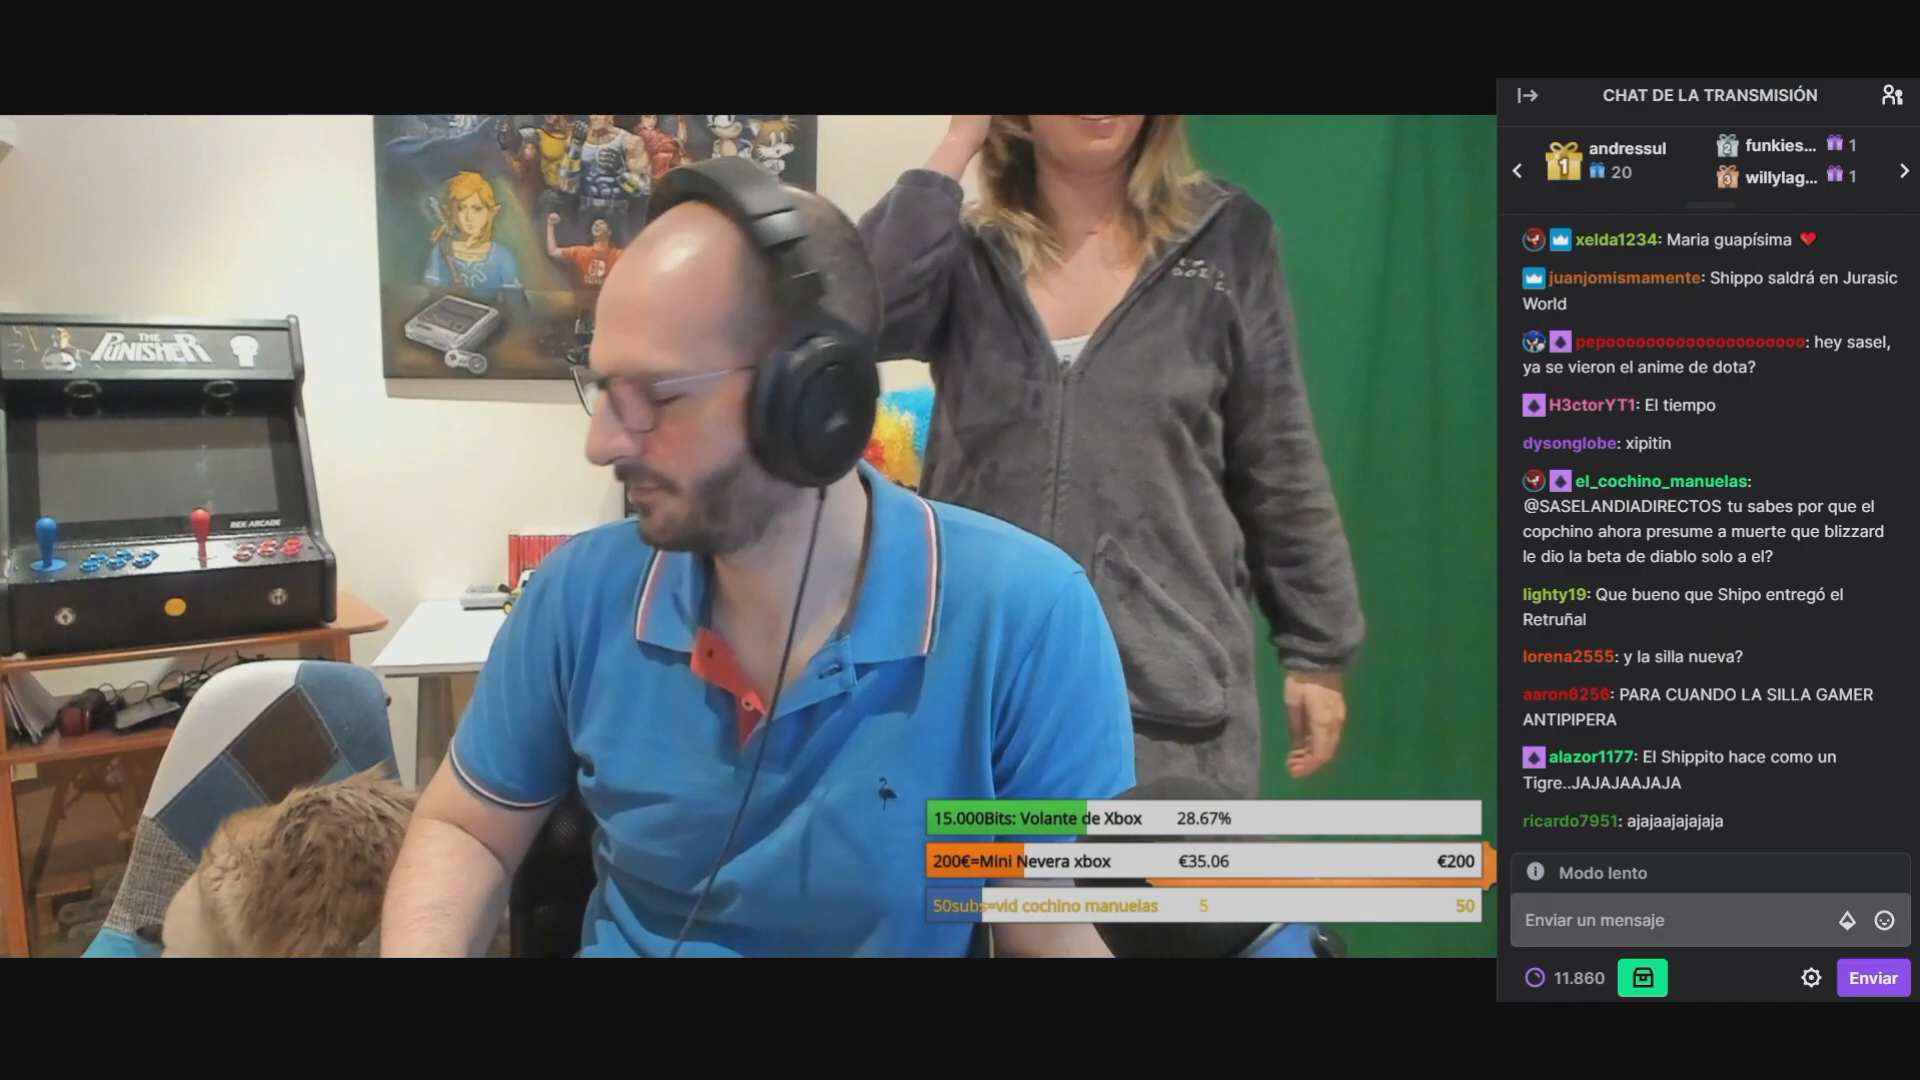 THE
PUNISHER
REX ARCADE
15.000Bits: Volante de Xbox 28.67%
200€=Mini Nevera xbox €35.06 €200
50subs=vid cochino manuelas 5 50
CHAT DE LA TRANSMISIÓN
1 andressul
20
2 funkies... 1
3 willylag... 1
xelda1234: Maria guapísima
juanjomismamente: Shippo saldrá en Jurasic
World
pepoooooooooooooooooooo: hey sasel,
ya se vieron el anime de dota?
H3ctorYT1: El tiempo
dysonglobe: xipitin
el_cochino_manuelas:
@SASELANDIADIRECTOS tu sabes por que el
copchino ahora presume a muerte que blizzard
le dio la beta de diablo solo a el?
lighty19: Que bueno que Shipo entregó el
Retruñal
lorena2555: y la silla nueva?
aaron6256: PARA CUANDO LA SILLA GAMER
ANTIPIPERA
alazor1177: El Shippito hace como un
Tigre..JAJAJAAJAJA
ricardo7951: ajajaajajajaja
Modo lento
Enviar un mensaje
11.860
Enviar